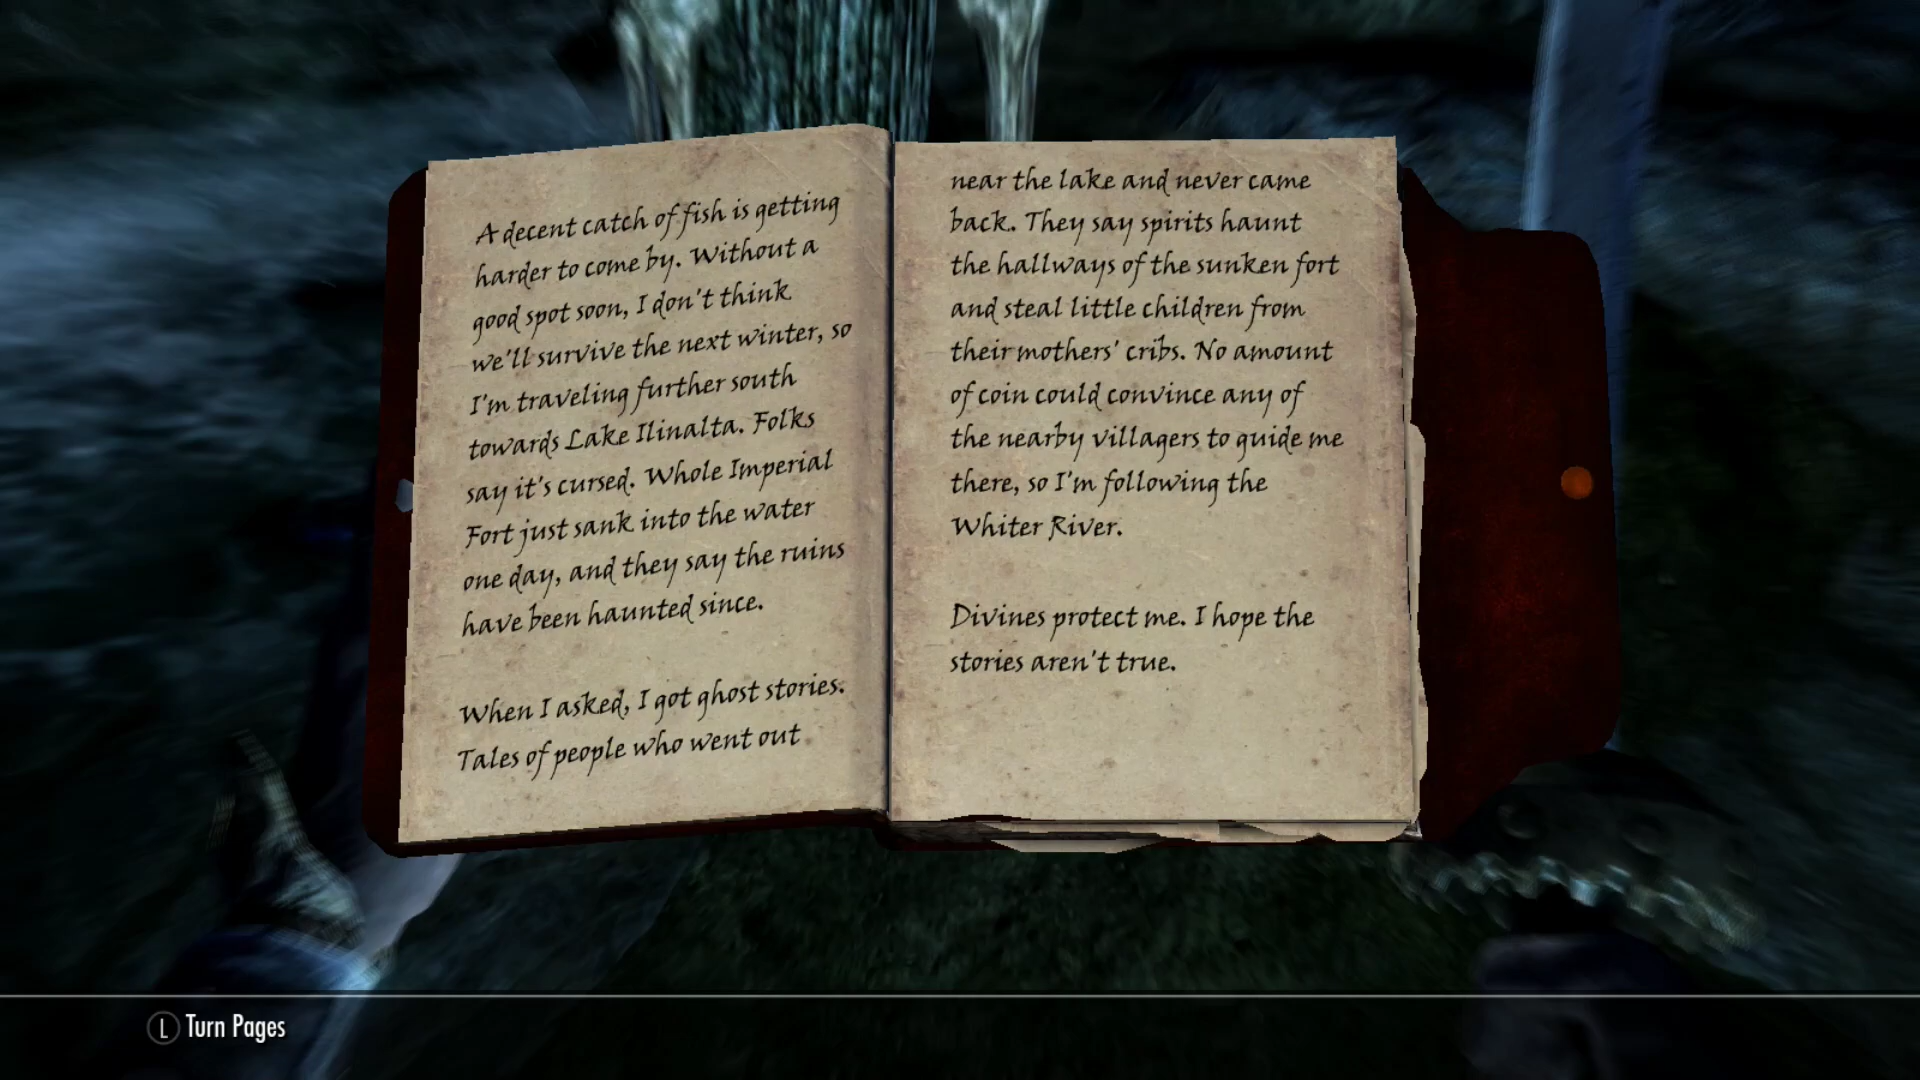 A decent catch of fish is getting
harder to come by. Without a
good spot soon, I don't think
we'll survive the next winter, so
I'm traveling further south
towards Lake Ilinalta. Folks
say it's cursed. Whole Imperial
Fort just sank into the water
one day, and they say the ruins
have been haunted since.
When I asked, I got ghost stories.
Tales of people who went out
near the lake and never came
back. They say spirits haunt
the hallways of the sunken fort
and steal little children from
their mothers' cribs. No amount
of coin could convince any of
the nearby villagers to guide me
there, so I'm following the
Whiter River.
Divines protect me. I hope the
stories aren't true.
L Turn Pages